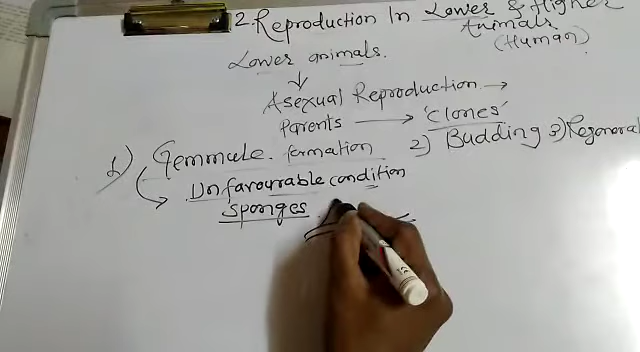 2. Reproduction In Lower & Higher
Animals
(Human)
Lower animals.
Asexual Reproduction
Parents → 'Clones'
1) Gemmule formation 2) Budding 3) Regenerat
Unfavourable condition
Sponges